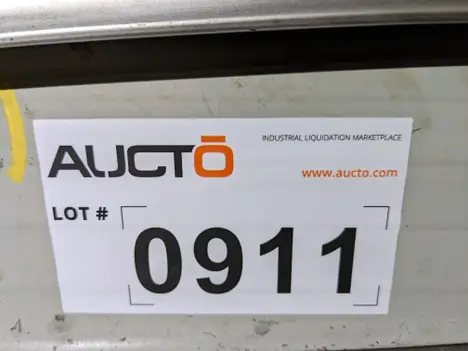 AUCTŌ
INDUSTRIAL LIQUIDATION MARKETPLACE
www.aucto.com
LOT #
0911